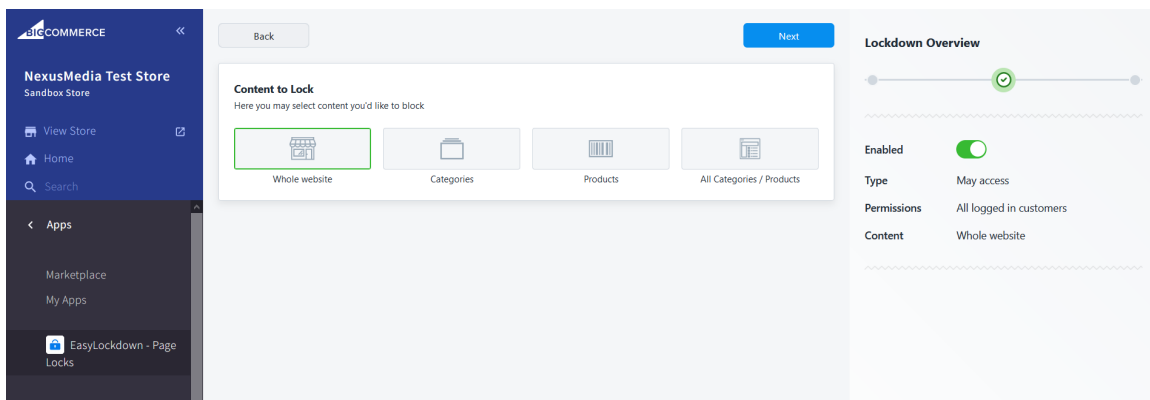 BIGCOMMERCE
NexusMedia Test Store
Sandbox Store
View Store
Home
Search
Apps
Marketplace
My Apps
EasyLockdown - Page
Locks
Back
Next
Content to Lock
Here you may select content you'd like to block
Whole website
Categories
Products
All Categories / Products
Lockdown Overview
Enabled
Type May access
Permissions All logged in customers
Content Whole website